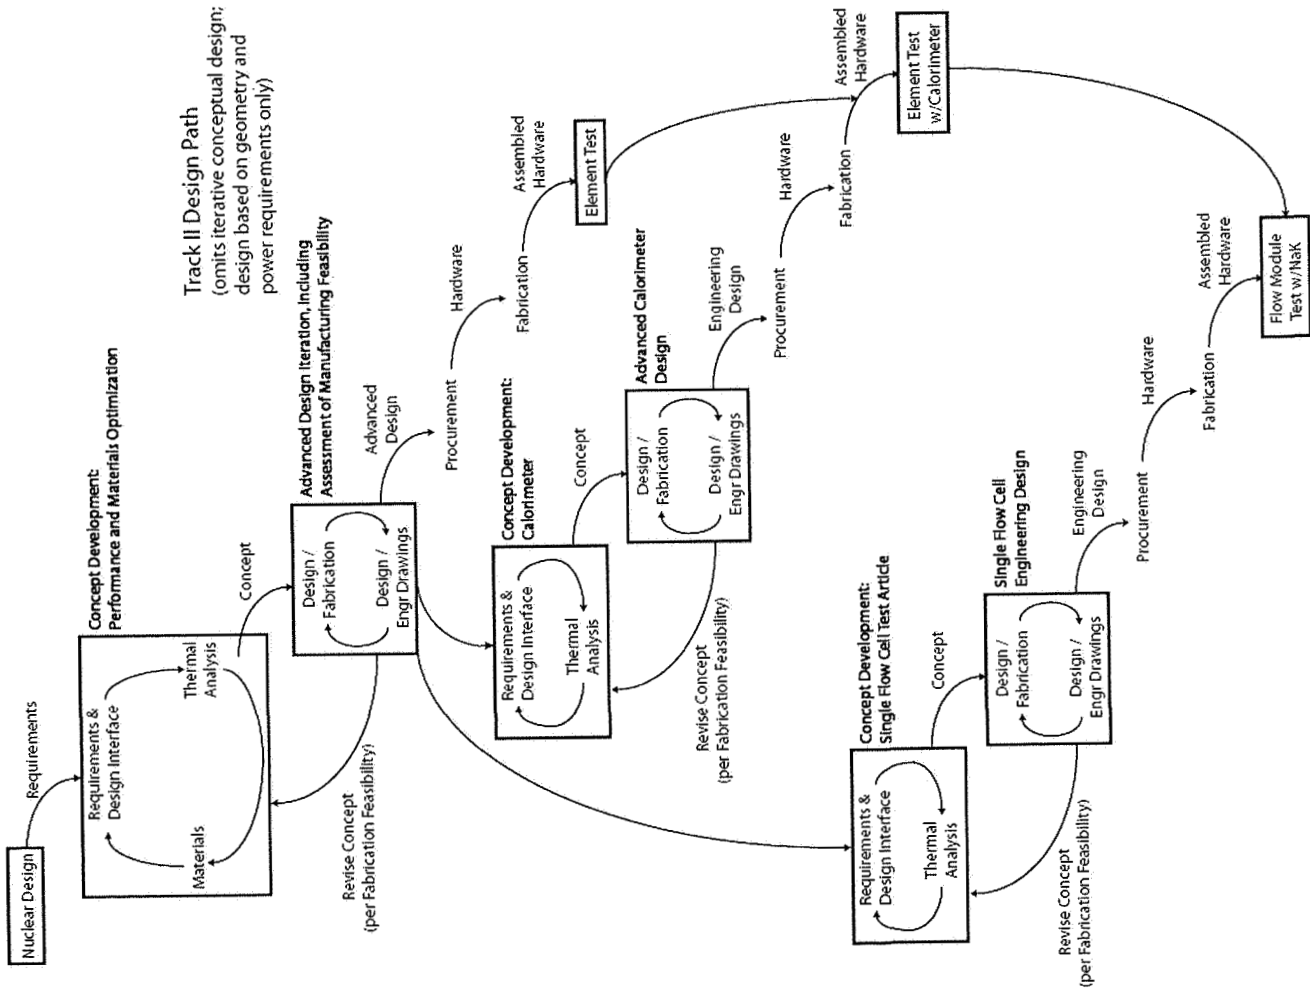 Nuclear Design
Requirements
Concept Development:
Performance and Materials Optimization
Requirements &
Design Interface
Thermal
Analysis
Materials
Concept
Track II Design Path
(omits iterative conceptual design;
design based on geometry and
power requirements only)
Advanced Design Iteration, Including
Assessment of Manufacturing Feasibility
Design /
Fabrication
Design /
Engr Drawings
Revise Concept
(per Fabrication Feasibility)
Advanced
Design
Procurement
Hardware
Fabrication
Assembled
Hardware
Element Test
Concept Development:
Calorimeter
Requirements &
Design Interface
Thermal
Analysis
Concept
Advanced Calorimeter
Design
Design /
Fabrication
Design /
Engr Drawings
Revise Concept
(per Fabrication Feasibility)
Engineering
Design
Procurement
Hardware
Fabrication
Assembled
Hardware
Element Test
w/Calorimeter
Concept Development:
Single Flow Cell Test Article
Requirements &
Design Interface
Thermal
Analysis
Concept
Single Flow Cell
Engineering Design
Design /
Fabrication
Design /
Engr Drawings
Revise Concept
(per Fabrication Feasibility)
Engineering
Design
Procurement
Hardware
Fabrication
Assembled
Hardware
Flow Module
Test w/NaK